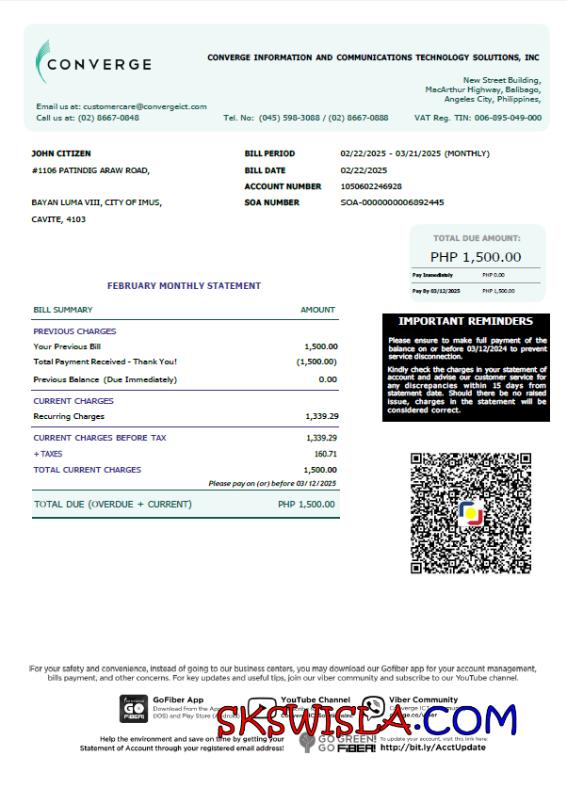 CONVERGE
CONVERGE INFORMATION AND COMMUNICATIONS TECHNOLOGY SOLUTIONS, INC
New Street Building,
MacArthur Highway, Balibago,
Angeles City, Philippines,
Email us at: customercare@convergeict.com
Call us at: (02) 8667-0848
Tel. No: (045) 598-3088 / (02) 8667-0888
VAT Reg. TIN: 006-895-049-000
JOHN CITIZEN
#1106 PATINDIG ARAW ROAD,
BAYAN LUMA VIII, CITY OF IMUS,
CAVITE, 4103
BILL PERIOD 02/22/2025 - 03/21/2025 (MONTHLY)
BILL DATE 02/22/2025
ACCOUNT NUMBER 1050602246928
SOA NUMBER SOA-0000000006892445
TOTAL DUE AMOUNT:
PHP 1,500.00
Pay Immediately PHP 0.00
Pay By 03/12/2025 PHP 1,500.00
FEBRUARY MONTHLY STATEMENT
BILL SUMMARY AMOUNT
PREVIOUS CHARGES
Your Previous Bill 1,500.00
Total Payment Received - Thank You! (1,500.00)
Previous Balance (Due Immediately) 0.00
CURRENT CHARGES
Recurring Charges 1,339.29
CURRENT CHARGES BEFORE TAX 1,339.29
+ TAXES 160.71
TOTAL CURRENT CHARGES 1,500.00
Please pay on (or) before 03/12/2025
TOTAL DUE (OVERDUE + CURRENT) PHP 1,500.00
IMPORTANT REMINDERS
Please ensure to make full payment of the
balance on or before 03/12/2024 to prevent
service disconnection.
Kindly check the charges in your statement of
account and advise our customer service for
any discrepancies within 15 days from
statement date. Should there be no raised
issue, charges in the statement will be
considered correct.
For your safety and convenience, instead of going to our business centers, you may download our Gofiber app for your account management,
bills payment, and other concerns. For key updates and useful tips, join our viber community and subscribe to our YouTube channel.
GO FiBER!
GoFiber App
Download from the App
(iOS) and Play Store
YouTube Channel
Viber Community
SKSWISLA.COM
Help the environment and save on time by getting your
Statement of Account through your registered email address!
GO GREEN!
GO FiBER!
To update your account, visit this link here:
http://bit.ly/AcctUpdate